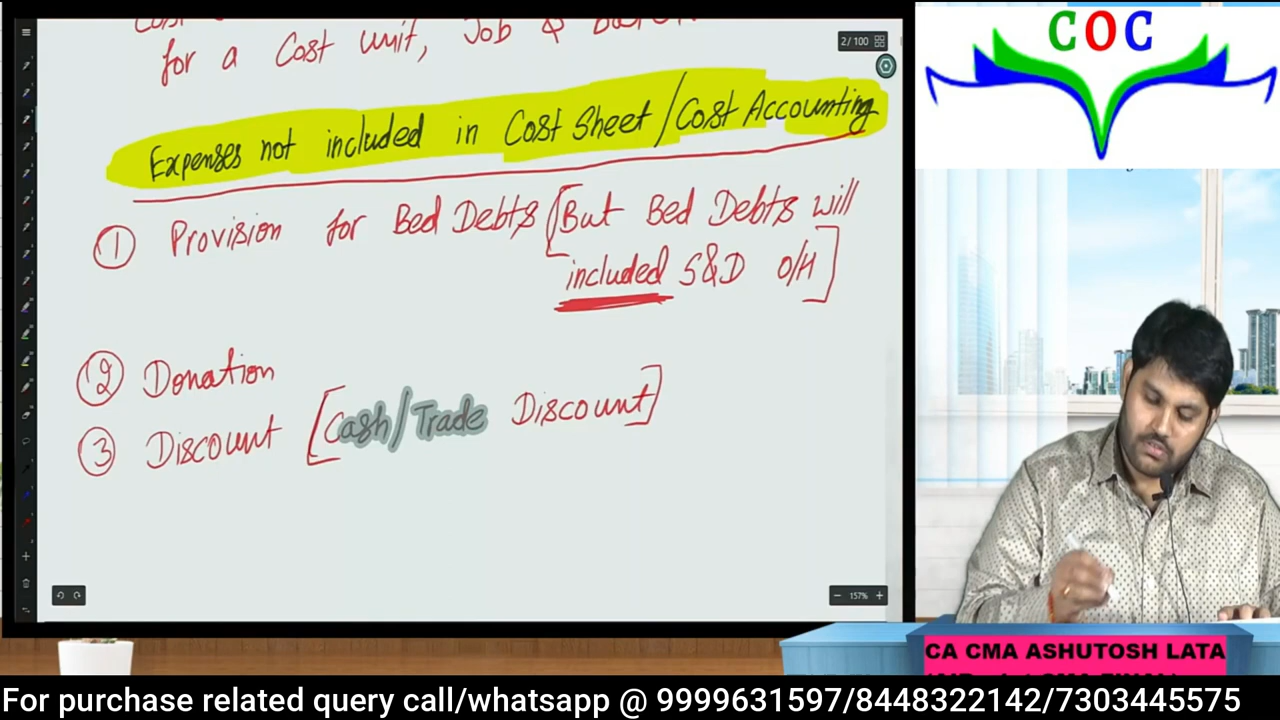 for a Cost unit, Job &
2/100
Expenses not included in Cost Sheet/Cost Accounting
① Provision for Bed Debts [But Bed Debts will
included S&D O/H]
② Donation
③ Discount [Cash/Trade Discount]
157%
COC
CA CMA ASHUTOSH LATA
For purchase related query call/whatsapp @ 9999631597/8448322142/7303445575